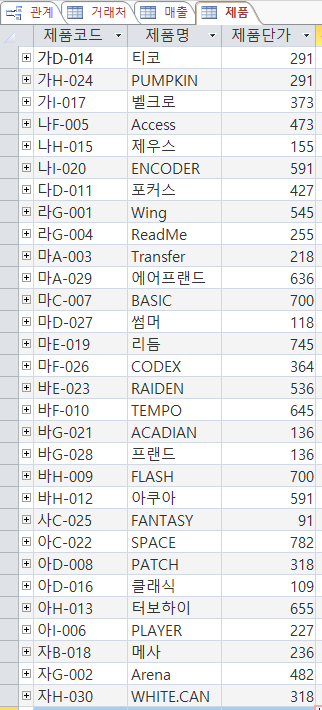 관계 거래처 매출 제품
제품코드 제품명 제품단가
가D-014 티코 291
가H-024 PUMPKIN 291
가I-017 벨크로 373
나F-005 Access 473
나H-015 제우스 155
나I-020 ENCODER 591
다D-011 포커스 427
라G-001 Wing 545
라G-004 ReadMe 255
마A-003 Transfer 218
마A-029 에어프랜드 636
마C-007 BASIC 700
마D-027 썸머 118
마E-019 리듬 745
마F-026 CODEX 364
바E-023 RAIDEN 536
바F-010 TEMPO 645
바G-021 ACADIAN 136
바G-028 프랜드 136
바H-009 FLASH 700
바H-012 아쿠아 591
사C-025 FANTASY 91
아C-022 SPACE 782
아D-008 PATCH 318
아D-016 클래식 109
아H-013 터보하이 655
아I-006 PLAYER 227
자B-018 메사 236
자G-002 Arena 482
자H-030 WHITE.CAN 318